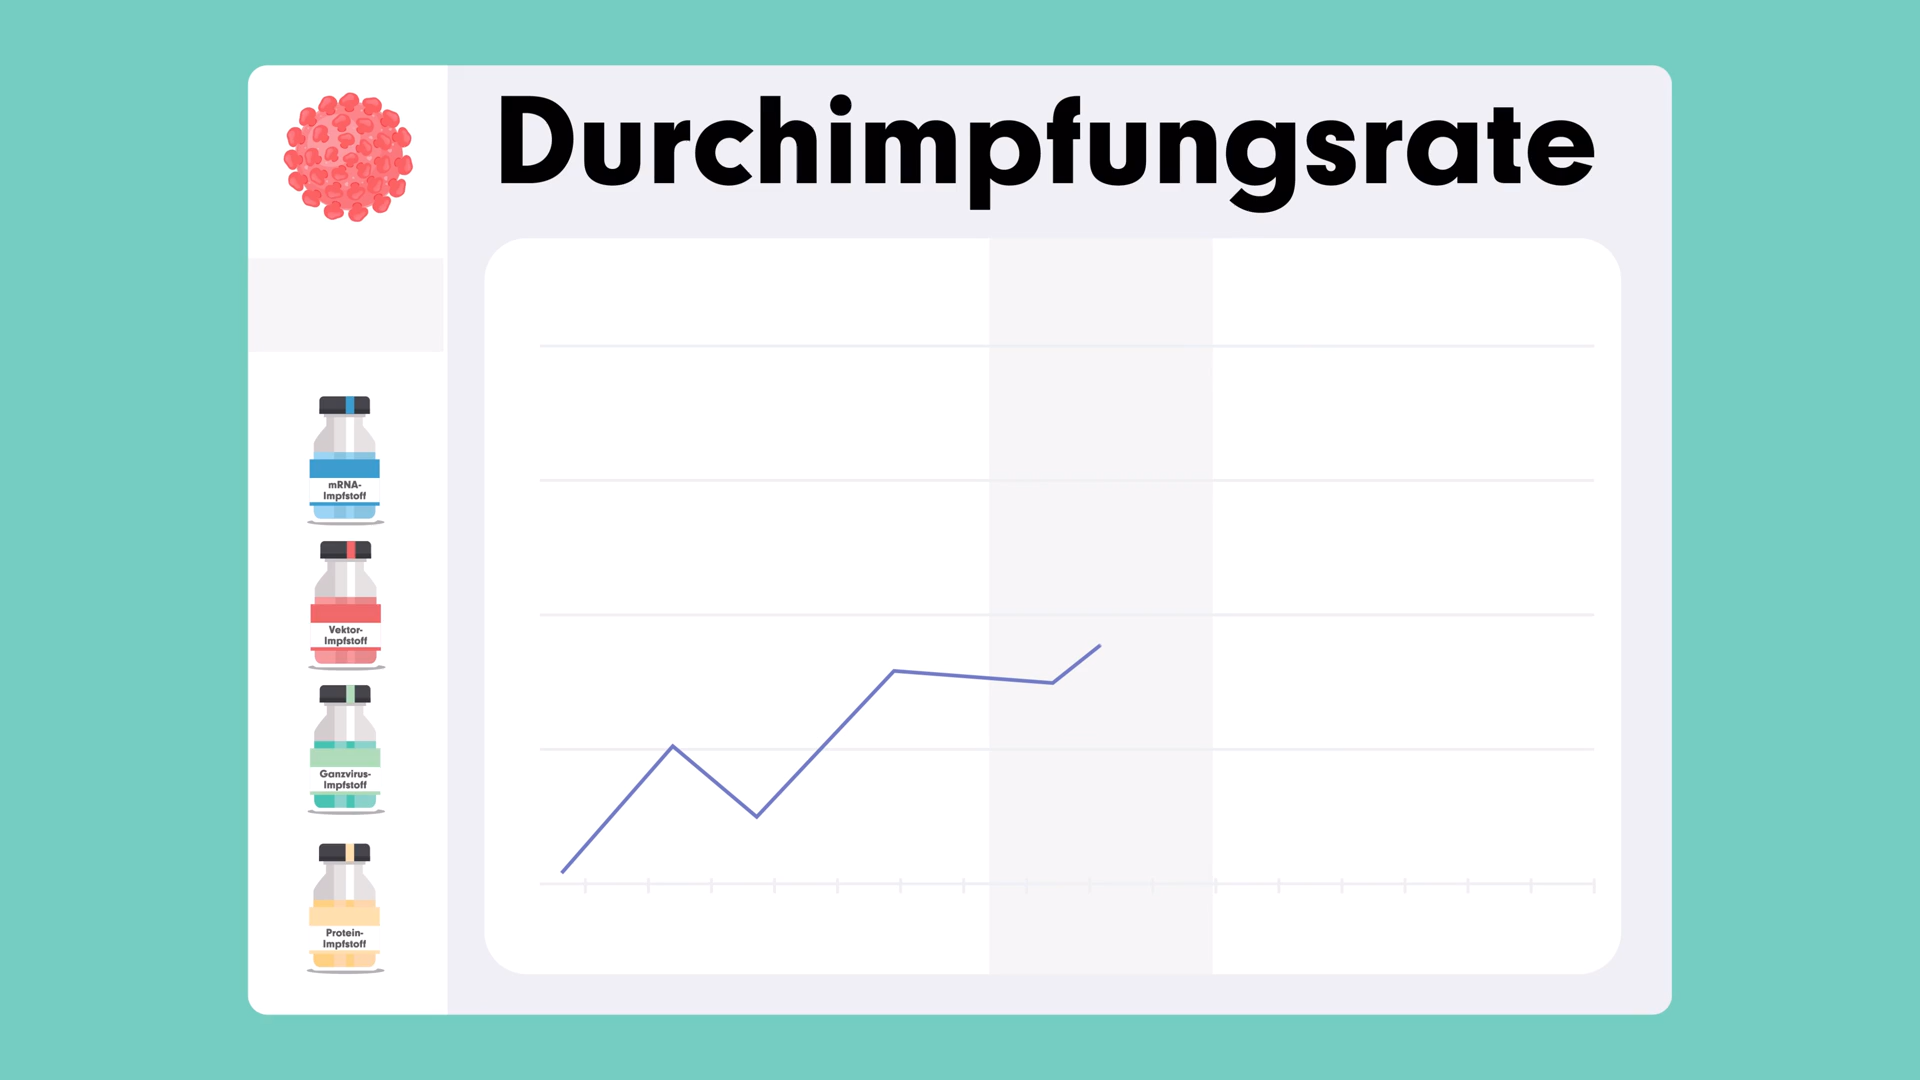 Durchimpfungsrate
mRNA-
Impfstoff
Vektor-
Impfstoff
Ganzvirus-
Impfstoff
Protein-
Impfstoff